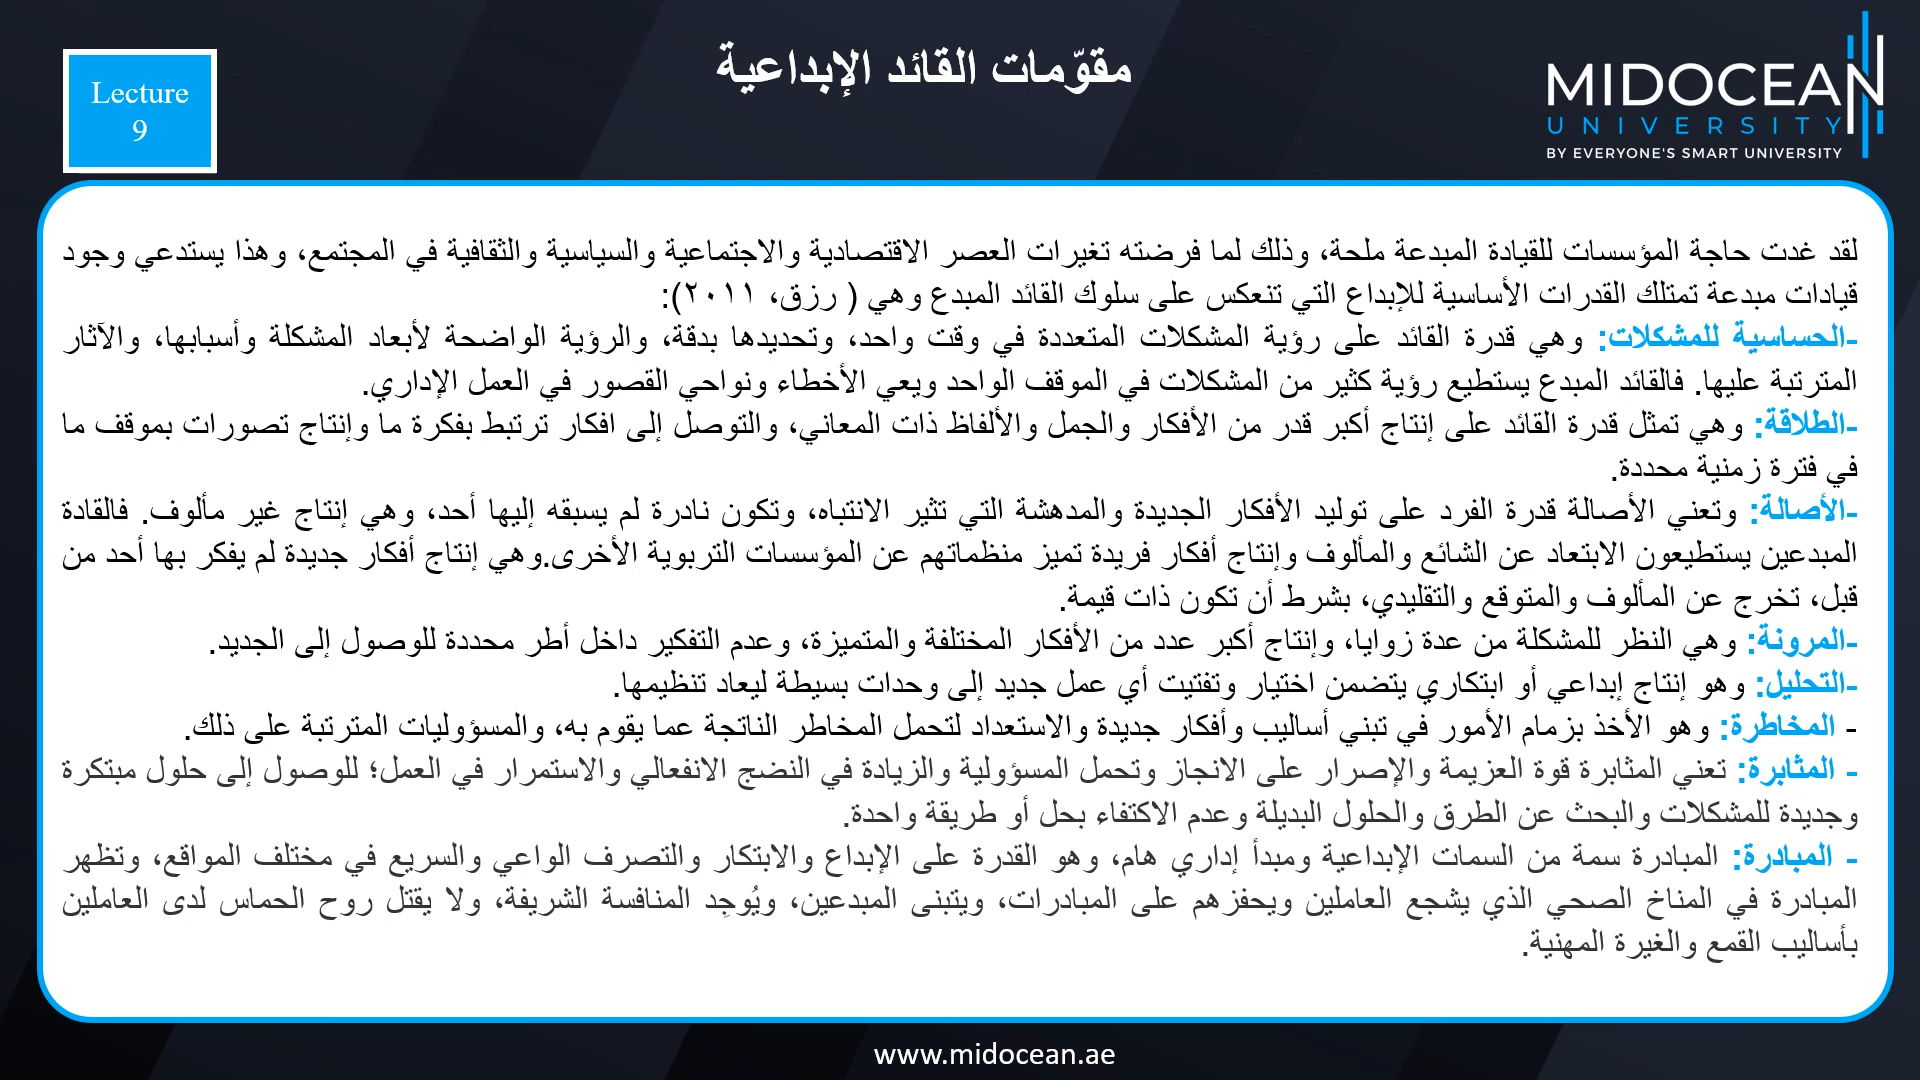 Lecture
9
مقوّمات القائد الإبداعية
MIDOCEAN
UNIVERSITY
BY EVERYONE'S SMART UNIVERSITY
لقد غدت حاجة المؤسسات للقيادة المبدعة ملحة، وذلك لما فرضته تغيرات العصر الاقتصادية والاجتماعية والسياسية والثقافية في المجتمع، وهذا يستدعي وجود
قيادات مبدعة تمتلك القدرات الأساسية للإبداع التي تنعكس على سلوك القائد المبدع وهي ( رزق، ٢٠١١):
-الحساسية للمشكلات: وهي قدرة القائد على رؤية المشكلات المتعددة في وقت واحد، وتحديدها بدقة، والرؤية الواضحة لأبعاد المشكلة وأسبابها، والآثار
المترتبة عليها. فالقائد المبدع يستطيع رؤية كثير من المشكلات في الموقف الواحد ويعي الأخطاء ونواحي القصور في العمل الإداري.
-الطلاقة: وهي تمثل قدرة القائد على إنتاج أكبر قدر من الأفكار والجمل والألفاظ ذات المعاني، والتوصل إلى افكار ترتبط بفكرة ما وإنتاج تصورات بموقف ما
في فترة زمنية محددة.
-الأصالة: وتعني الأصالة قدرة الفرد على توليد الأفكار الجديدة والمدهشة التي تثير الانتباه، وتكون نادرة لم يسبقه إليها أحد، وهي إنتاج غير مألوف. فالقادة
المبدعين يستطيعون الابتعاد عن الشائع والمألوف وإنتاج أفكار فريدة تميز منظماتهم عن المؤسسات التربوية الأخرى.وهي إنتاج أفكار جديدة لم يفكر بها أحد من
قبل، تخرج عن المألوف والمتوقع والتقليدي، بشرط أن تكون ذات قيمة.
-المرونة: وهي النظر للمشكلة من عدة زوايا، وإنتاج أكبر عدد من الأفكار المختلفة والمتميزة، وعدم التفكير داخل أطر محددة للوصول إلى الجديد.
-التحليل: وهو إنتاج إبداعي أو ابتكاري يتضمن اختيار وتفتيت أي عمل جديد إلى وحدات بسيطة ليعاد تنظيمها.
- المخاطرة: وهو الأخذ بزمام الأمور في تبني أساليب وأفكار جديدة والاستعداد لتحمل المخاطر الناتجة عما يقوم به، والمسؤوليات المترتبة على ذلك.
- المثابرة: تعني المثابرة قوة العزيمة والإصرار على الانجاز وتحمل المسؤولية والزيادة في النضج الانفعالي والاستمرار في العمل؛ للوصول إلى حلول مبتكرة
وجديدة للمشكلات والبحث عن الطرق والحلول البديلة وعدم الاكتفاء بحل أو طريقة واحدة.
- المبادرة: المبادرة سمة من السمات الإبداعية ومبدأ إداري هام، وهو القدرة على الإبداع والابتكار والتصرف الواعي والسريع في مختلف المواقع، وتظهر
المبادرة في المناخ الصحي الذي يشجع العاملين ويحفزهم على المبادرات، ويتبنى المبدعين، ويُوجِد المنافسة الشريفة، ولا يقتل روح الحماس لدى العاملين
بأساليب القمع والغيرة المهنية.
www.midocean.ae